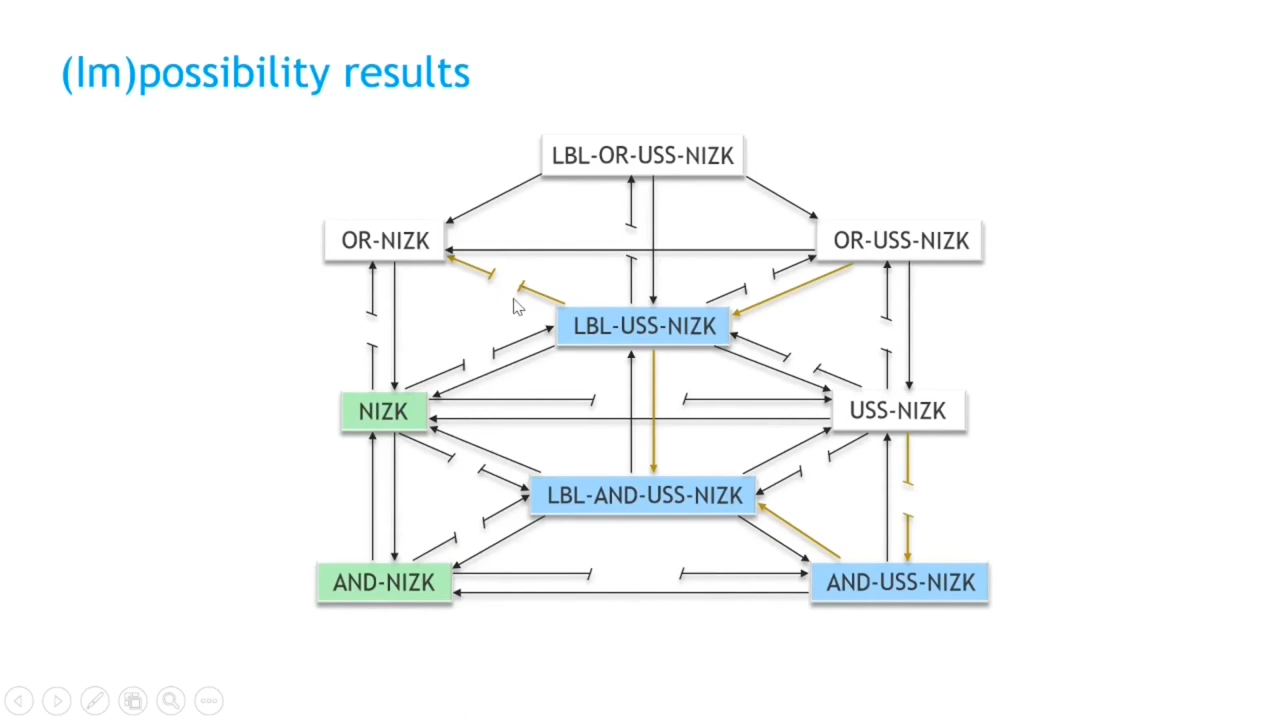 (Im)possibility results
LBL-OR-USS-NIZK
OR-NIZK
OR-USS-NIZK
LBL-USS-NIZK
NIZK
USS-NIZK
LBL-AND-USS-NIZK
AND-NIZK
AND-USS-NIZK